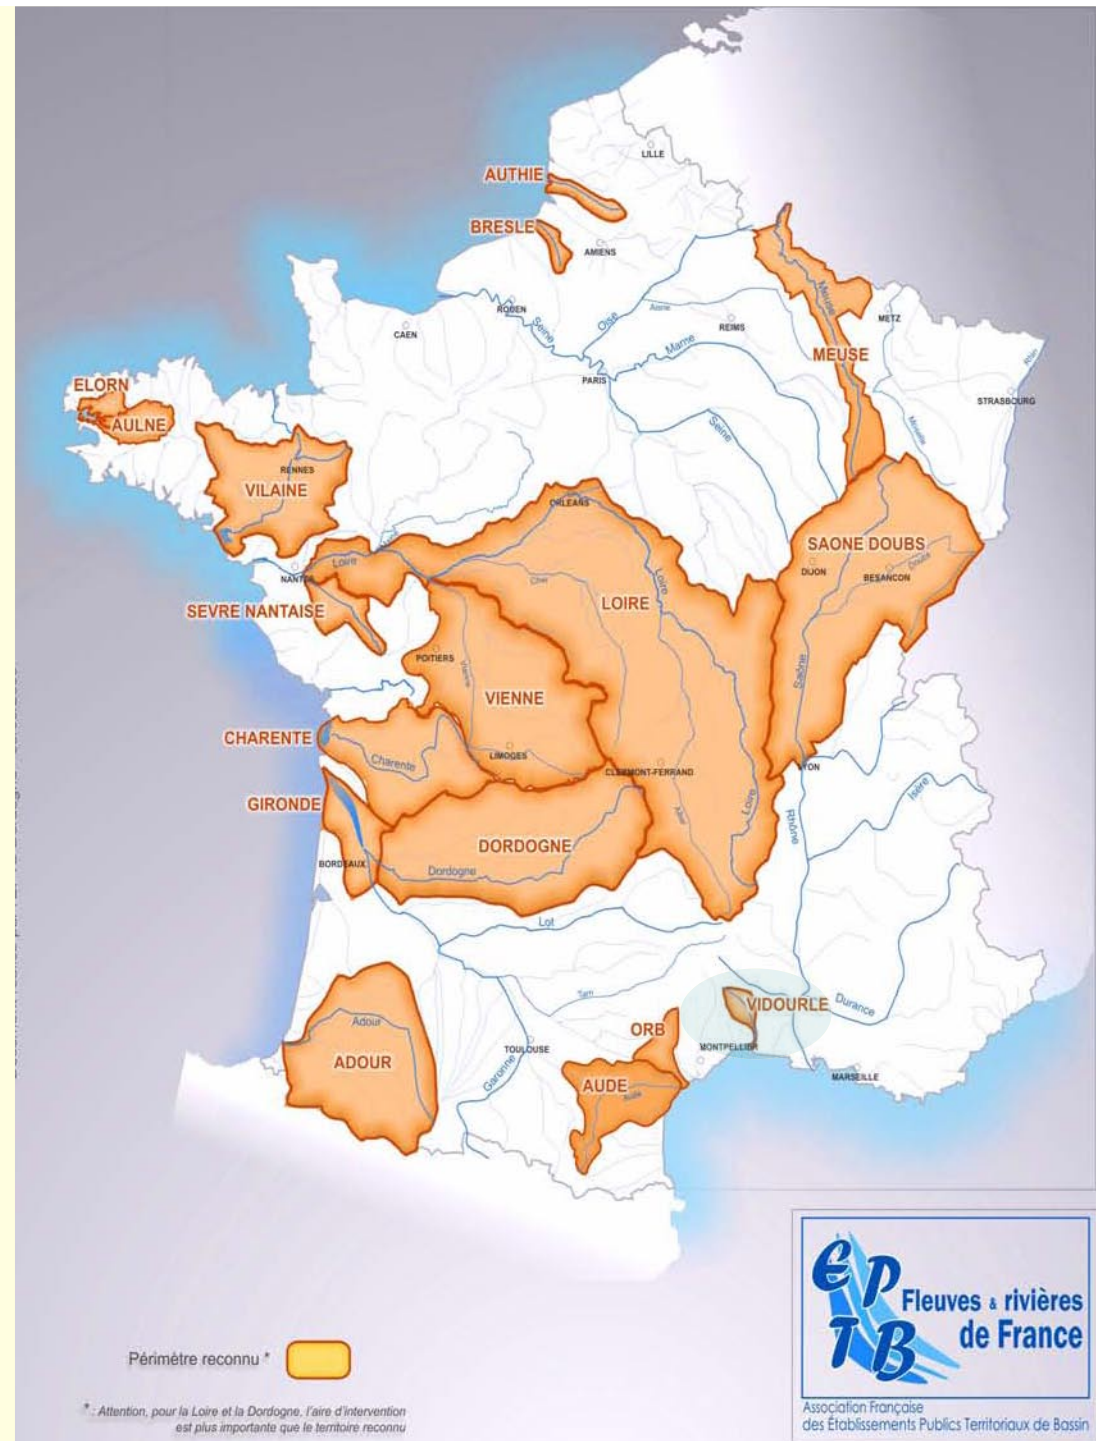 LILLE
AUTHIE
BRESLE
AMIENS
ROUEN
Seine
Oise
Aisne
REIMS
Meuse
METZ
CAEN
Marne
MEUSE
PARIS
Rhin
STRASBOURG
Moselle
ELORN
AULNE
Seine
RENNES
VILAINE
ORLEANS
SAONE DOUBS
DIJON
BESANCON
Doubs
Loire
NANTES
Cher
Loire
LOIRE
SEVRE NANTAISE
POITIERS
Vienne
Saône
VIENNE
CHARENTE
Charente
LIMOGES
CLERMONT-FERRAND
LYON
GIRONDE
Allier
Loire
Rhône
Isère
DORDOGNE
BORDEAUX
Dordogne
Lot
Tarn
VIDOURLE
Durance
Adour
ORB
TOULOUSE
MONTPELLIER
ADOUR
Garonne
AUDE
Aude
MARSEILLE
EPTB
Fleuves & rivières
de France
Périmètre reconnu *
* : Attention, pour la Loire et la Dordogne, l'aire d'intervention
est plus importante que le territoire reconnu
Association Française
des Établissements Publics Territoriaux de Bassin